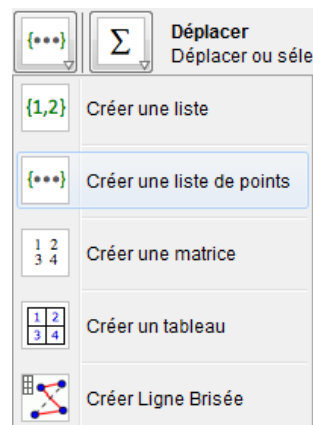 {•••} Σ Déplacer
Déplacer ou séle
{1,2} Créer une liste
{•••} Créer une liste de points
1 2
3 4
Créer une matrice
1 2
3 4
Créer un tableau
Créer Ligne Brisée